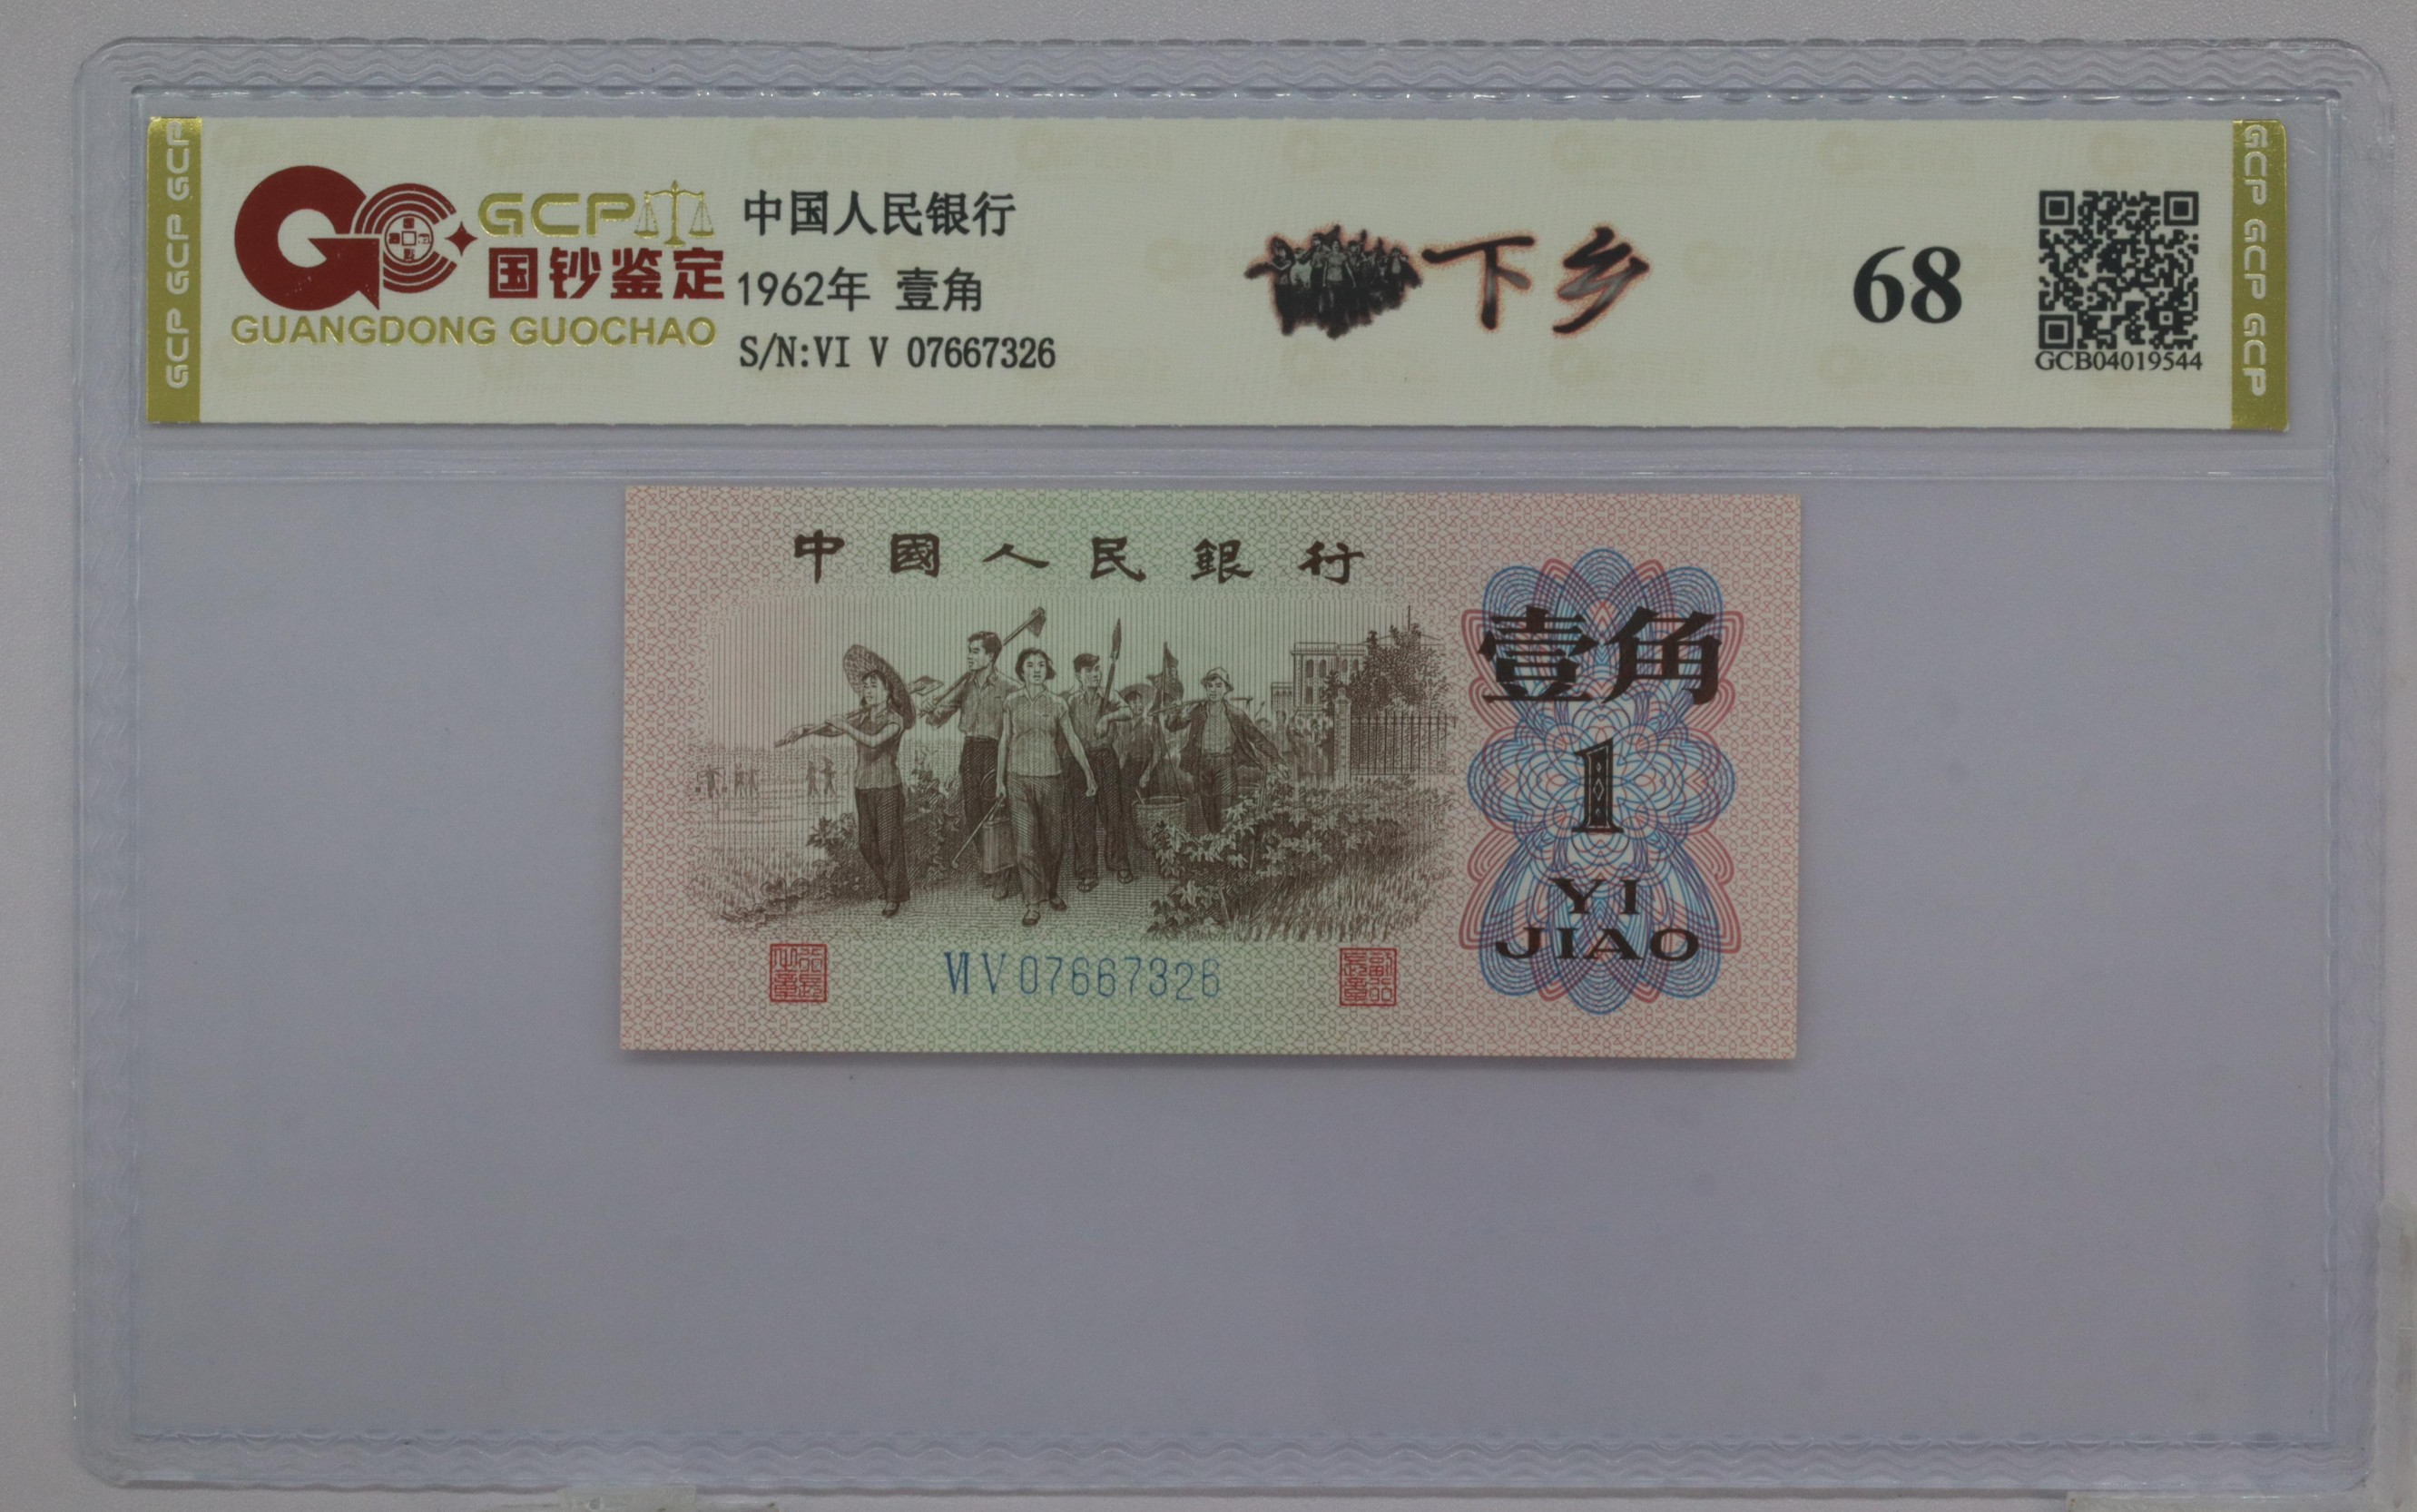 GCP GCP GCP
GCP
国钞鉴定
GUANGDONG GUOCHAO
中国人民银行
1962年 壹角
S/N:VI V 07667326
下乡
68
GCB04019544
GCP GCP GCP
中國人民銀行
壹角
1
YI
JIAO
VI V 07667326